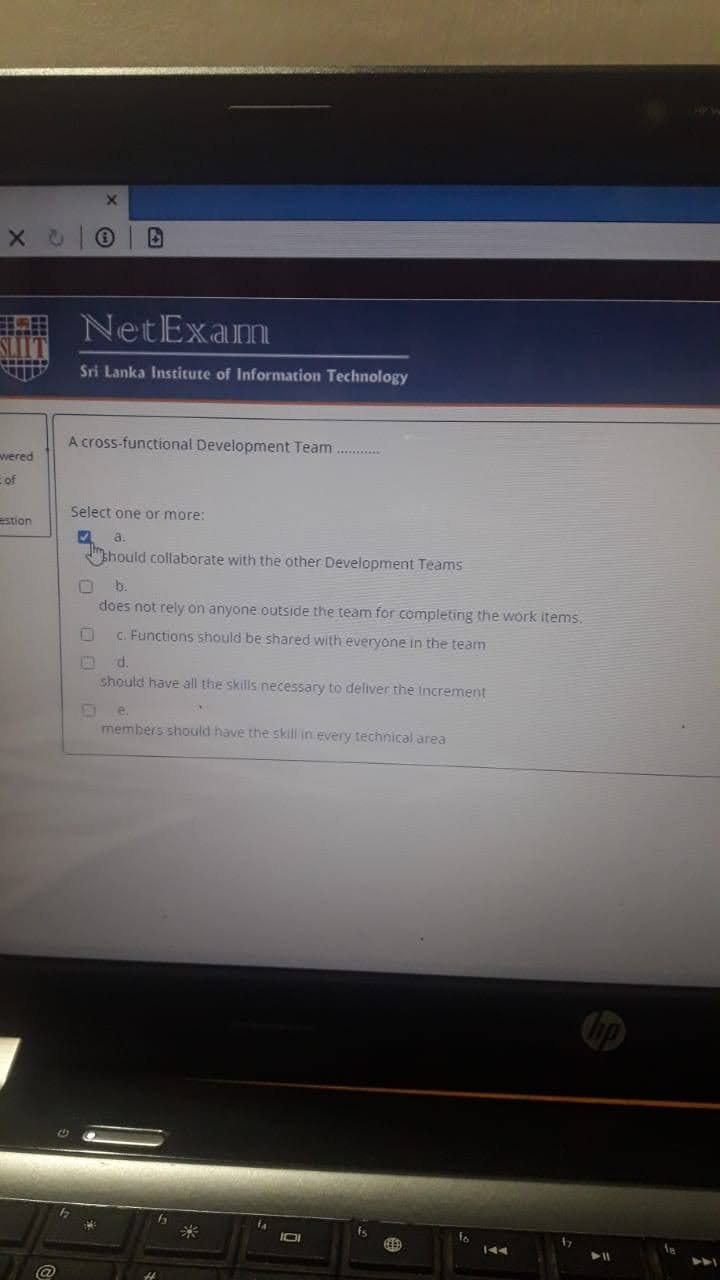 SLIIT
NetExam
Sri Lanka Institute of Information Technology
wered
of
estion
A cross-functional Development Team ...........
Select one or more:
a.
should collaborate with the other Development Teams
b.
does not rely on anyone outside the team for completing the work items.
c. Functions should be shared with everyone in the team
d.
should have all the skills necessary to deliver the Increment
e.
members should have the skill in every technical area
hp
f2
f3
f4
f5
f6
f7
f8
@
#